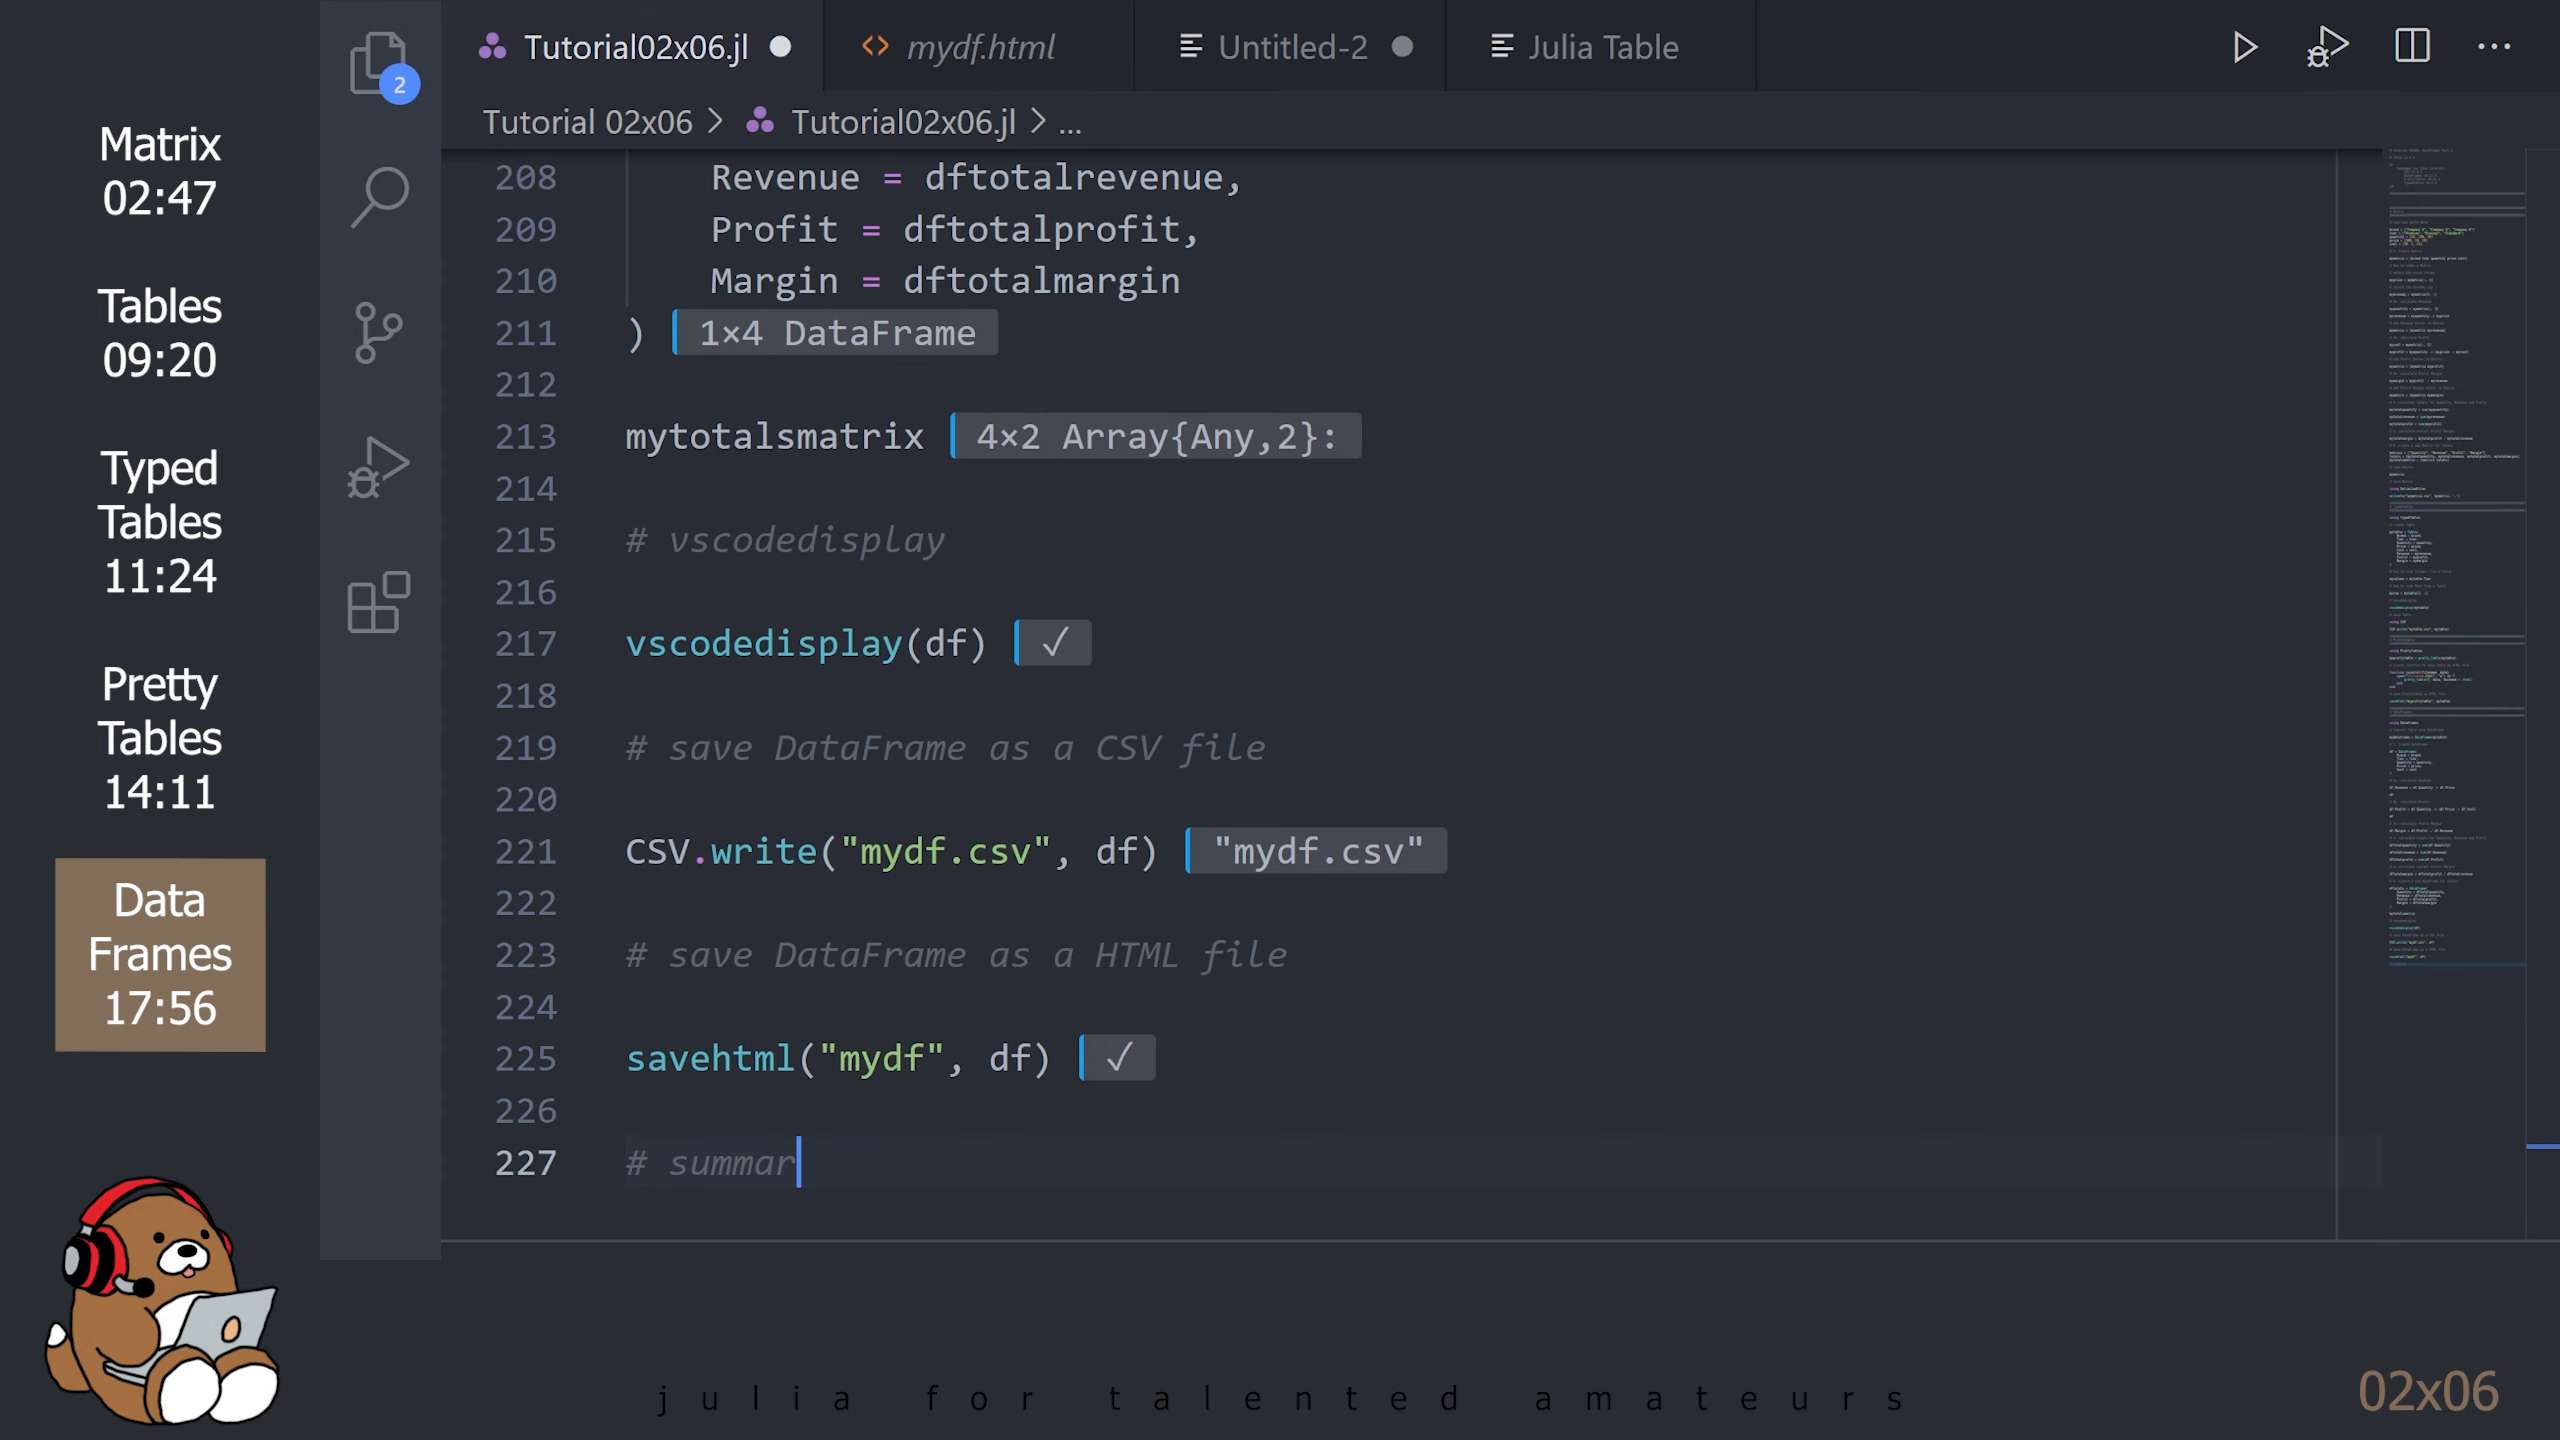 Matrix
02:47
Tables
09:20
Typed
Tables
11:24
Pretty
Tables
14:11
Data
Frames
17:56
2
Tutorial02x06.jl
mydf.html
Untitled-2
Julia Table
Tutorial 02x06 > Tutorial02x06.jl > ...
208 Revenue = dftotalrevenue,
209 Profit = dftotalprofit,
210 Margin = dftotalmargin
211 ) 1×4 DataFrame
212
213 mytotalsmatrix 4×2 Array{Any,2}:
214
215 # vscodedisplay
216
217 vscodedisplay(df) ✓
218
219 # save DataFrame as a CSV file
220
221 CSV.write("mydf.csv", df) "mydf.csv"
222
223 # save DataFrame as a HTML file
224
225 savehtml("mydf", df) ✓
226
227 # summar
julia for talented amateurs
02x06